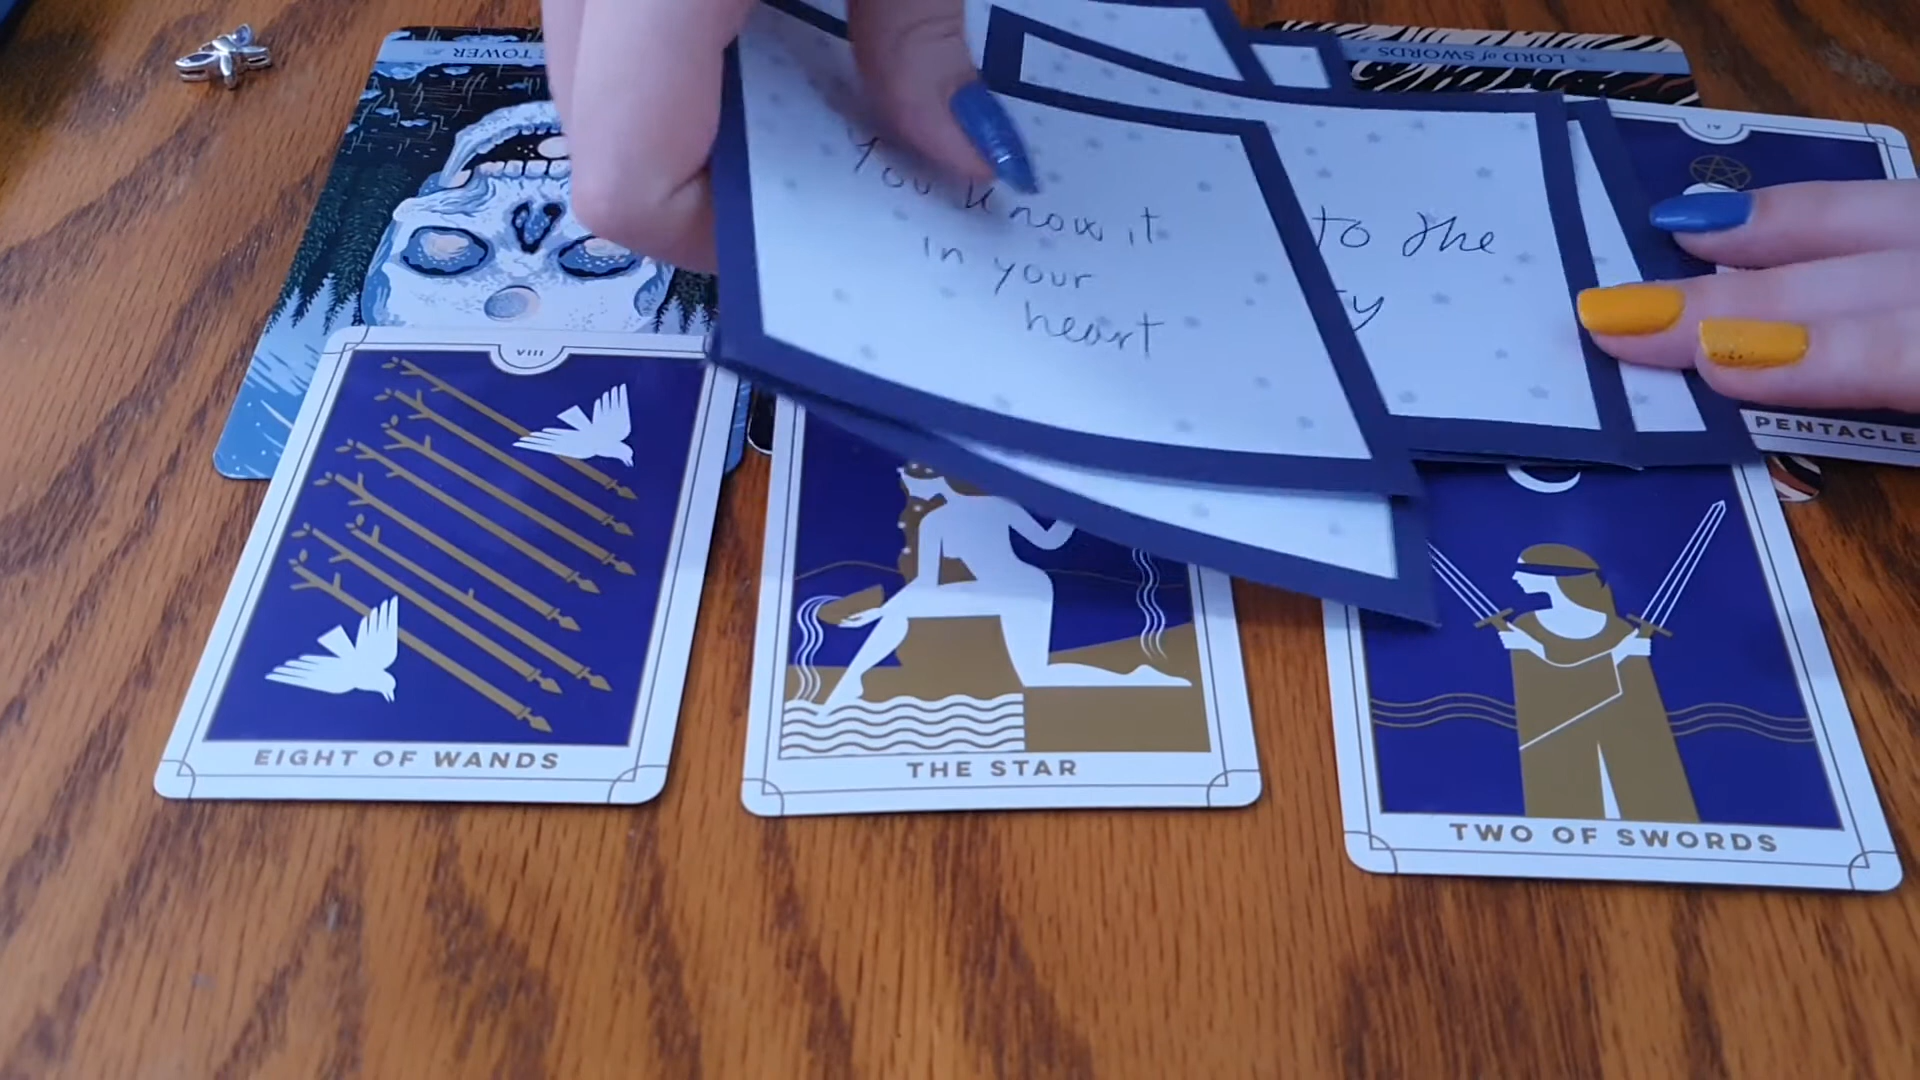 TOWER
LORD of SWORDS
You know it
in your
heart
to the
y
VI
PENTACLE
VIII
EIGHT OF WANDS
THE STAR
TWO OF SWORDS